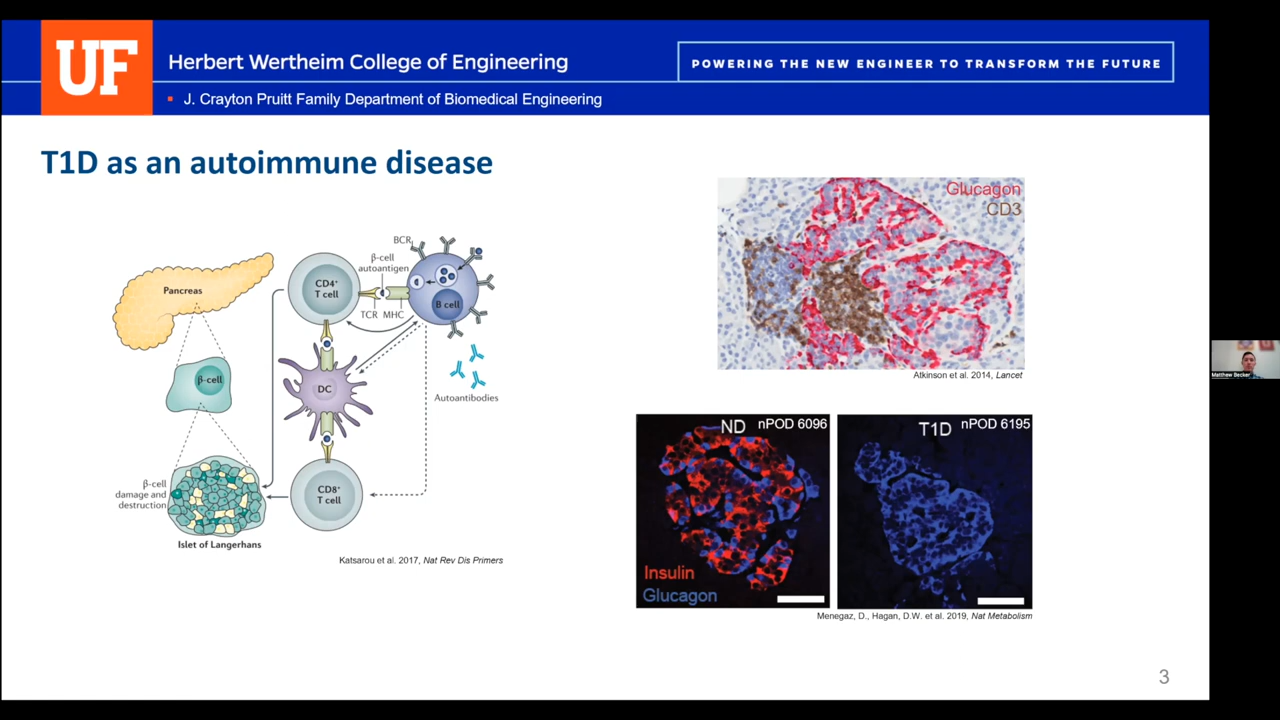 UF
Herbert Wertheim College of Engineering
POWERING THE NEW ENGINEER TO TRANSFORM THE FUTURE
▪ J. Crayton Pruitt Family Department of Biomedical Engineering
T1D as an autoimmune disease
Pancreas
β-cell
β-cell
damage and
destruction
Islet of Langerhans
CD4⁺
T cell
BCR
β-cell
autoantigen
TCR MHC
B cell
DC
Autoantibodies
CD8⁺
T cell
Katsarou et al. 2017, Nat Rev Dis Primers
Glucagon
CD3
Atkinson et al. 2014, Lancet
ND nPOD 6096
Insulin
Glucagon
T1D nPOD 6195
Menegaz, D., Hagan, D.W. et al. 2019, Nat Metabolism
Matthew Becker
3